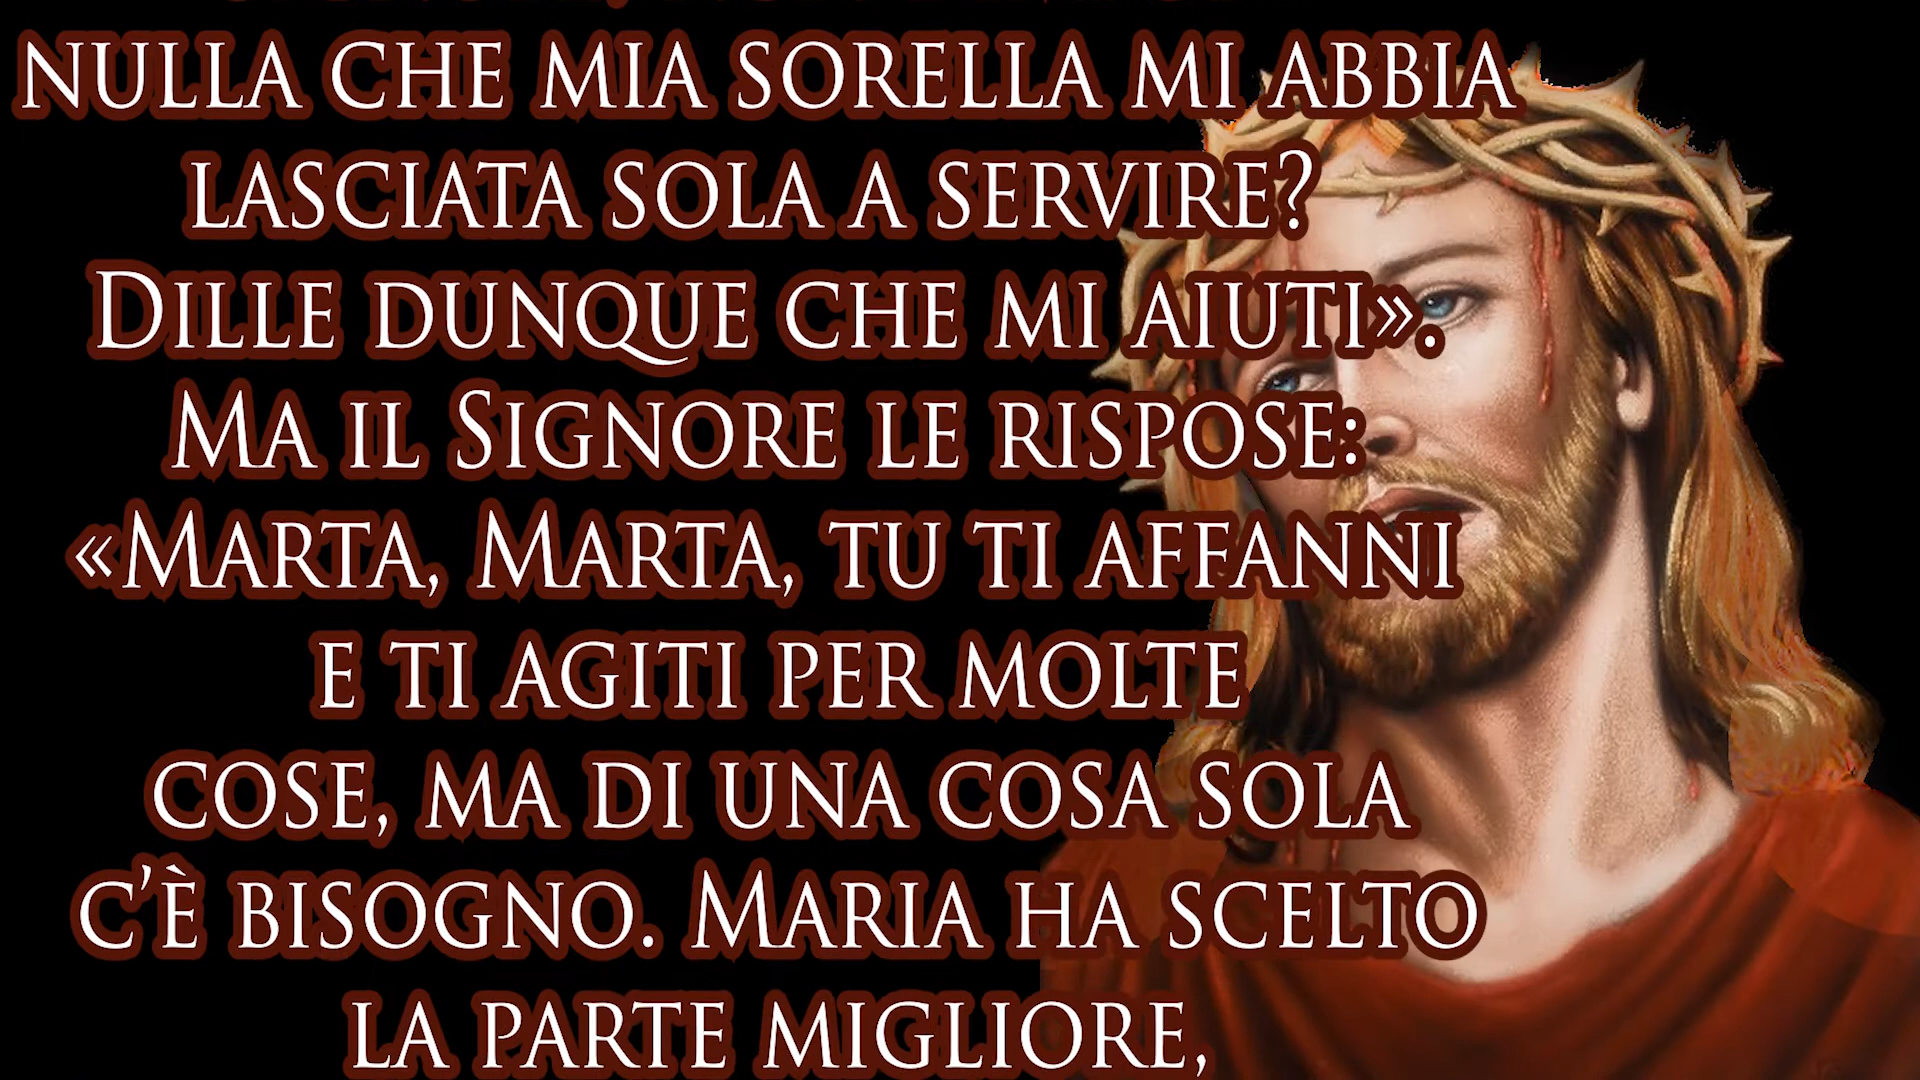 nulla che mia sorella mi abbia
lasciata sola a servire?
Dille dunque che mi aiuti».
Ma il Signore le rispose:
«Marta, Marta, tu ti affanni
e ti agiti per molte
cose, ma di una cosa sola
c'è bisogno. Maria ha scelto
la parte migliore,